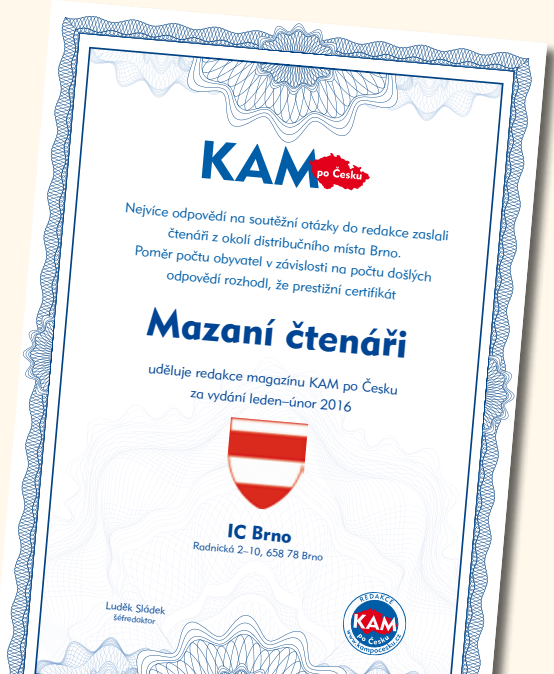 KAM
po Česku
Nejvíce odpovědí na soutěžní otázky do redakce zaslali
čtenáři z okolí distribučního místa Brno.
Poměr počtu obyvatel v závislosti na počtu došlých
odpovědí rozhodl, že prestižní certifikát
Mazaní čtenáři
uděluje redakce magazínu KAM po Česku
za vydání leden–únor 2016
IC Brno
Radnická 2–10, 658 78 Brno
Luděk Sládek
šéfredaktor
REDAKCE
KAM
po Česku
www.kampocesku.cz